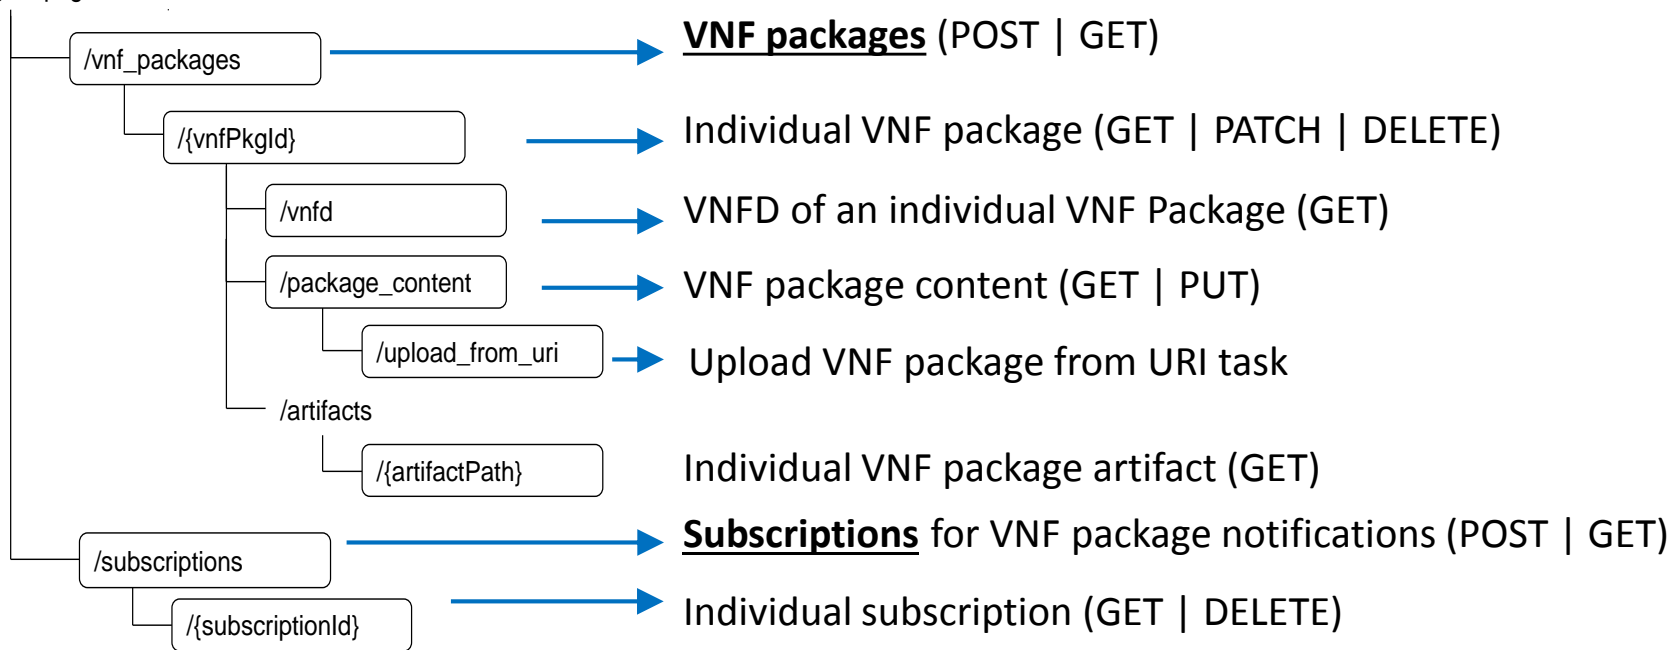 /vnf_packages
VNF packages (POST | GET)
/{vnfPkgId}
Individual VNF package (GET | PATCH | DELETE)
/vnfd
VNFD of an individual VNF Package (GET)
/package_content
VNF package content (GET | PUT)
/upload_from_uri
Upload VNF package from URI task
/artifacts
/{artifactPath}
Individual VNF package artifact (GET)
/subscriptions
Subscriptions for VNF package notifications (POST | GET)
/{subscriptionId}
Individual subscription (GET | DELETE)